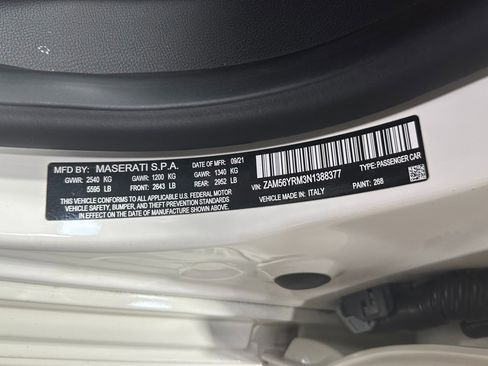 MFD BY: MASERATI S.P.A. DATE OF MFR: 09/21
GVWR: 2540 KG GAWR: 1200 KG GAWR: 1340 KG
5595 LB FRONT: 2643 LB REAR: 2952 LB
THIS VEHICLE CONFORMS TO ALL APPLICABLE U.S. FEDERAL MOTOR
VEHICLE SAFETY, BUMPER, AND THEFT PREVENTION STANDARDS
IN EFFECT ON THE DATE OF MANUFACTURE SHOWN ABOVE.
VIN: ZAM56YRM3N1388377 TYPE: PASSENGER CAR
VEHICLE MADE IN: ITALY PAINT: 268